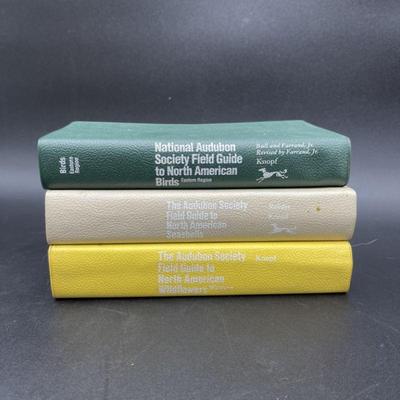 Birds
Eastern
Region
National Audubon
Society Field Guide
to North American
Birds Eastern Region
Bull and Farrand, Jr.
Revised by Farrand, Jr.
Knopf
The Audubon Society
Field Guide to
North American
Seashells
Rehder
Knopf
The Audubon Society
Field Guide to
North American
Wildflowers
Knopf